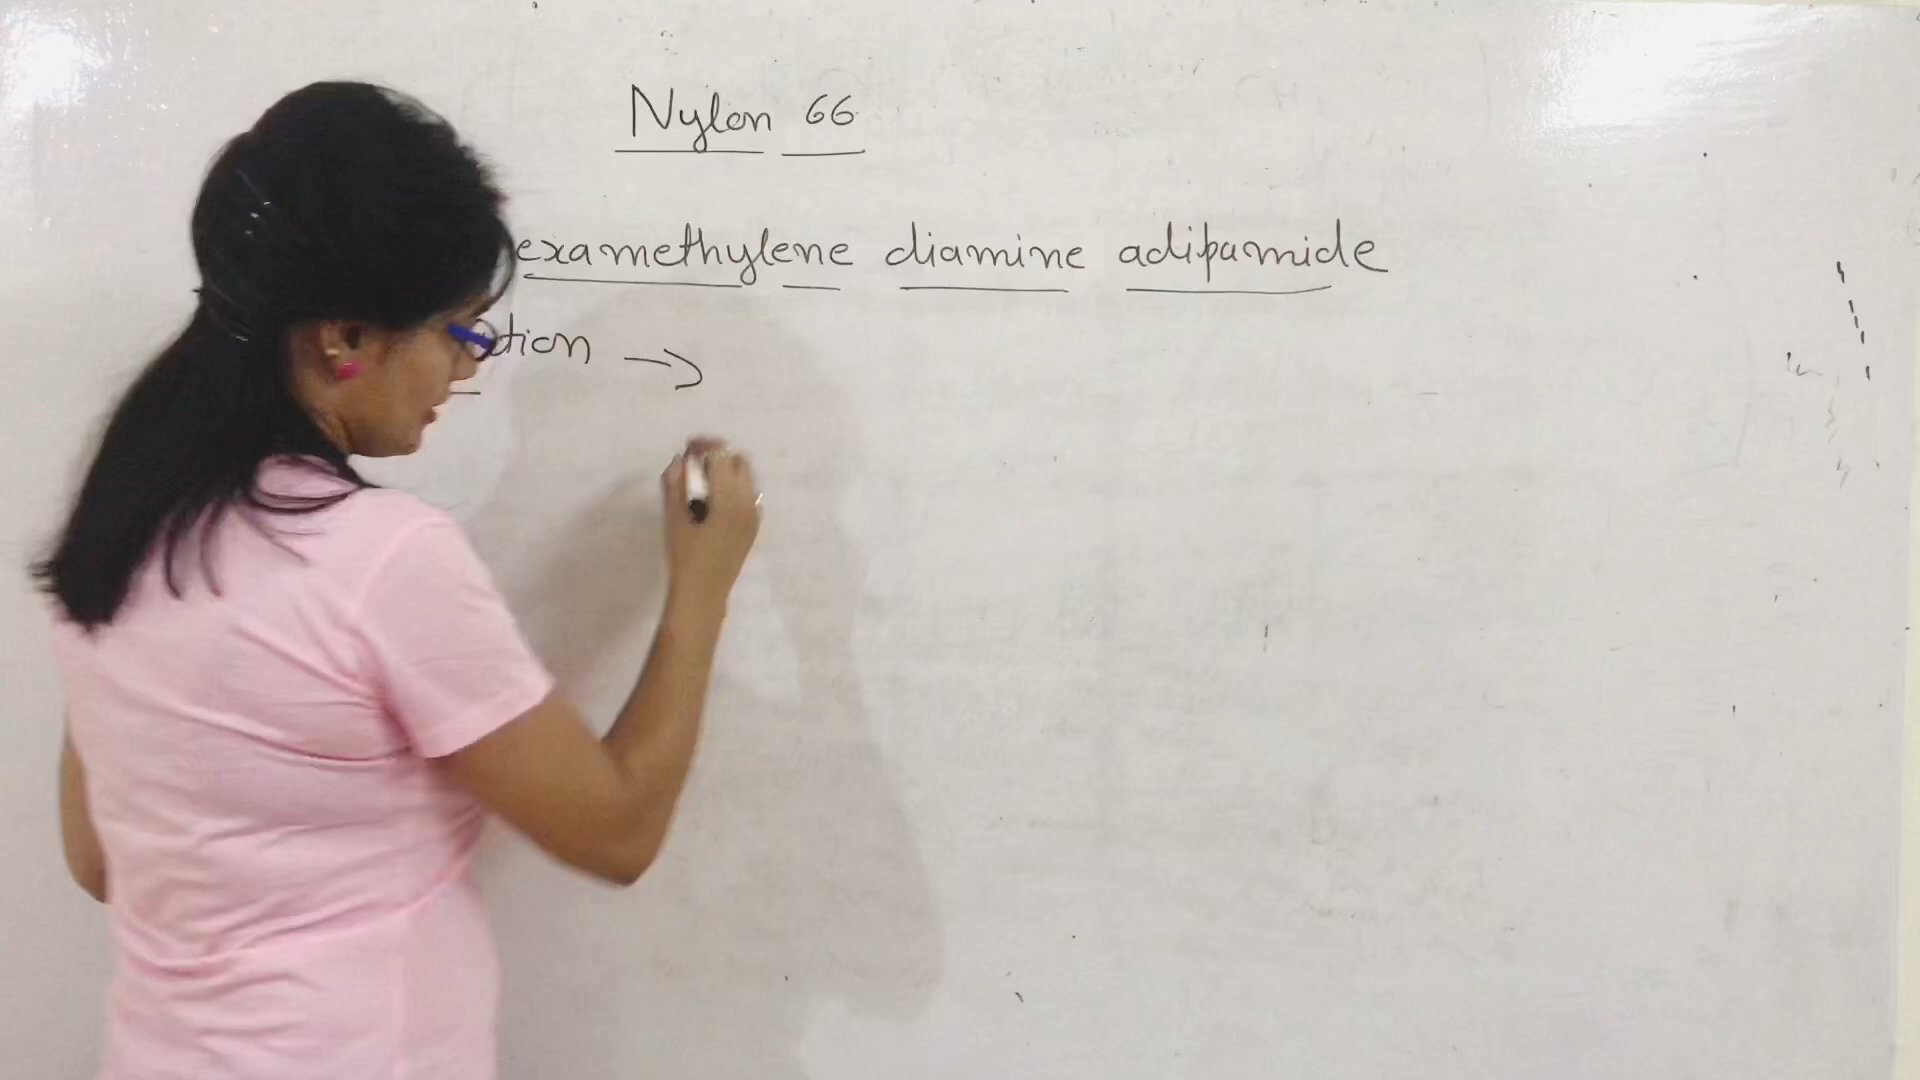 Nylon 66
examethylene diamine adipamide
tion →